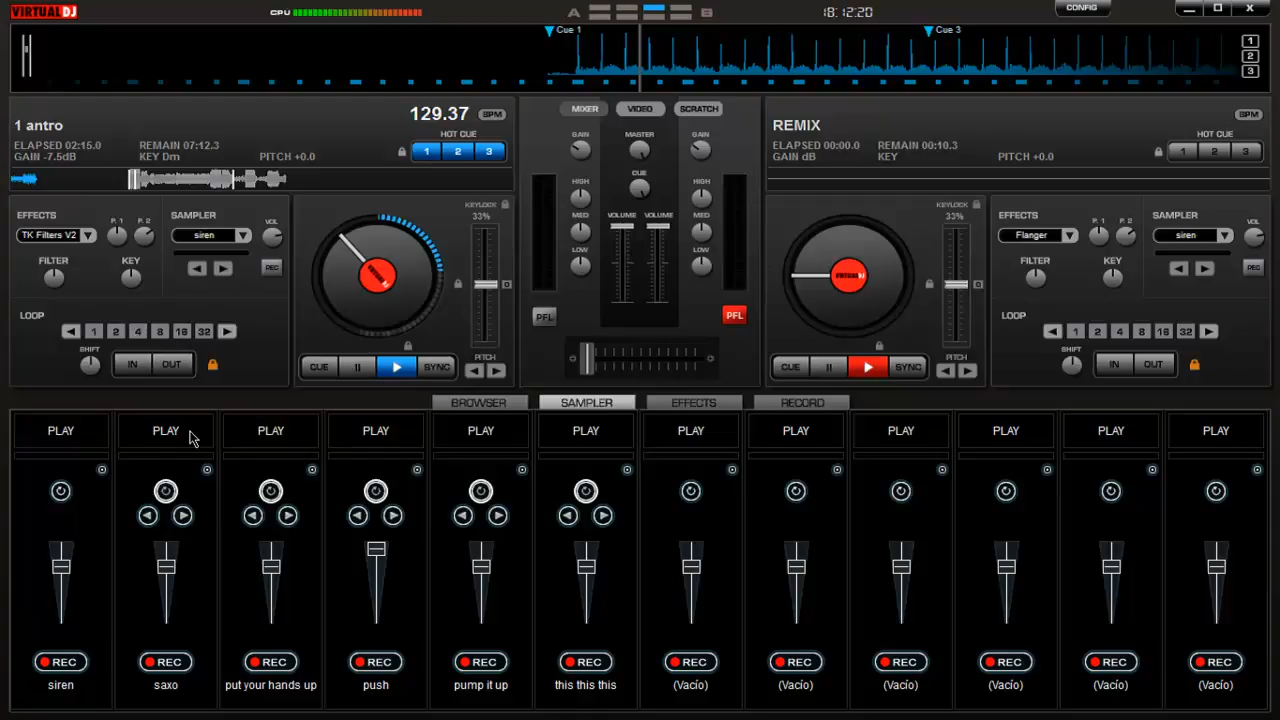 VIRTUAL DJ
CPU
A
B
18:12:20
CONFIG
Cue 1
Cue 3
1
2
3
1 antro
129.37 BPM
ELAPSED 02:15.0 REMAIN 07:12.3
GAIN -7.5dB KEY Dm PITCH +0.0
HOT CUE
1 2 3
MIXER VIDEO SCRATCH
GAIN MASTER GAIN
CUE
HIGH HIGH
MED VOLUME VOLUME MED
LOW LOW
PFL PFL
REMIX
BPM
ELAPSED 00:00.0 REMAIN 00:10.3
GAIN dB KEY PITCH +0.0
HOT CUE
1 2 3
EFFECTS P. 1 P. 2 SAMPLER VOL
TK Filters V2 siren
FILTER KEY REC
LOOP
1 2 4 8 16 32
SHIFT IN OUT
KEYLOCK
33%
VIRTUALDJ
CUE SYNC
PITCH
KEYLOCK
33%
VIRTUALDJ
CUE SYNC
PITCH
EFFECTS P. 1 P. 2 SAMPLER VOL
Flanger siren
FILTER KEY REC
LOOP
1 2 4 8 16 32
SHIFT IN OUT
BROWSER SAMPLER EFFECTS RECORD
PLAY PLAY PLAY PLAY PLAY PLAY PLAY PLAY PLAY PLAY PLAY PLAY
REC REC REC REC REC REC REC REC REC REC REC REC
siren saxo put your hands up push pump it up this this this (Vacío) (Vacío) (Vacío) (Vacío) (Vacío) (Vacío)